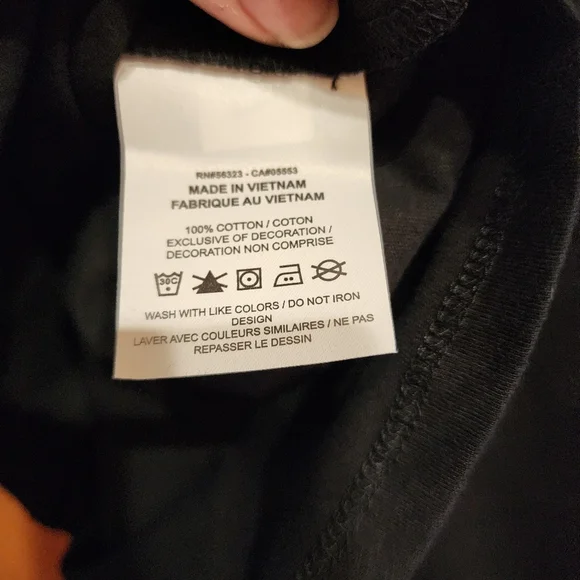 RN#56323 - CA#05553
MADE IN VIETNAM
FABRIQUE AU VIETNAM
100% COTTON / COTON
EXCLUSIVE OF DECORATION /
DECORATION NON COMPRISE
30C
WASH WITH LIKE COLORS / DO NOT IRON
DESIGN
LAVER AVEC COULEURS SIMILAIRES / NE PAS
REPASSER LE DESSIN